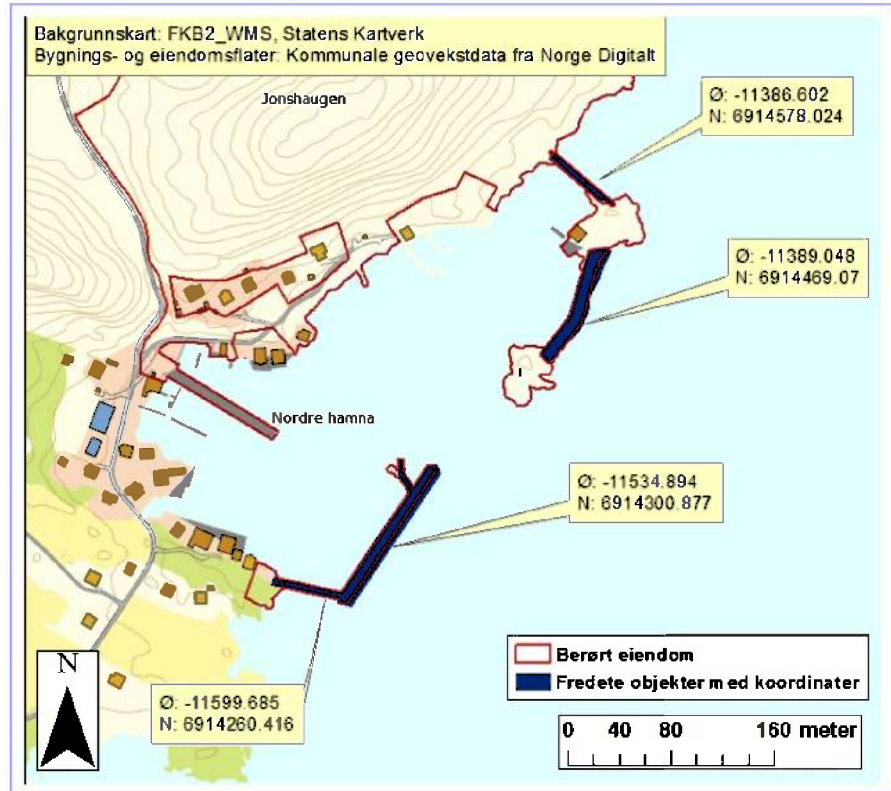 Bakgrunnskart: FKB2_WMS, Statens Kartverk
Bygnings- og eiendomsflater: Kommunale geovekstdata fra Norge Digitalt
Jonshaugen
Ø: -11386.602
N: 6914578.024
Ø: -11389.048
N: 6914469.07
Nordre hamna
Ø: -11534.894
N: 6914300.877
Ø: -11599.685
N: 6914260.416
N
Berørt eiendom
Fredete objekter med koordinater
0 40 80 160 meter